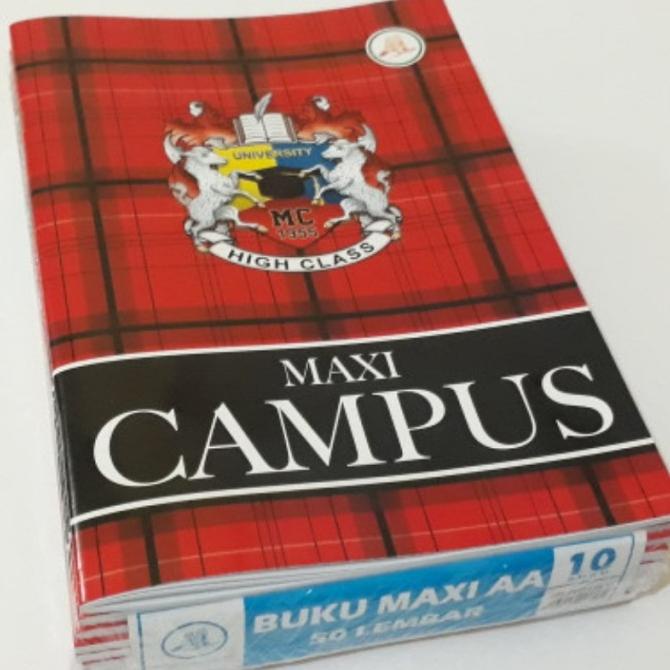 UNIVERSITY
MC
1955
HIGH CLASS
MAXI
CAMPUS
BUKU MAXI AA
50 LEMBAR
10